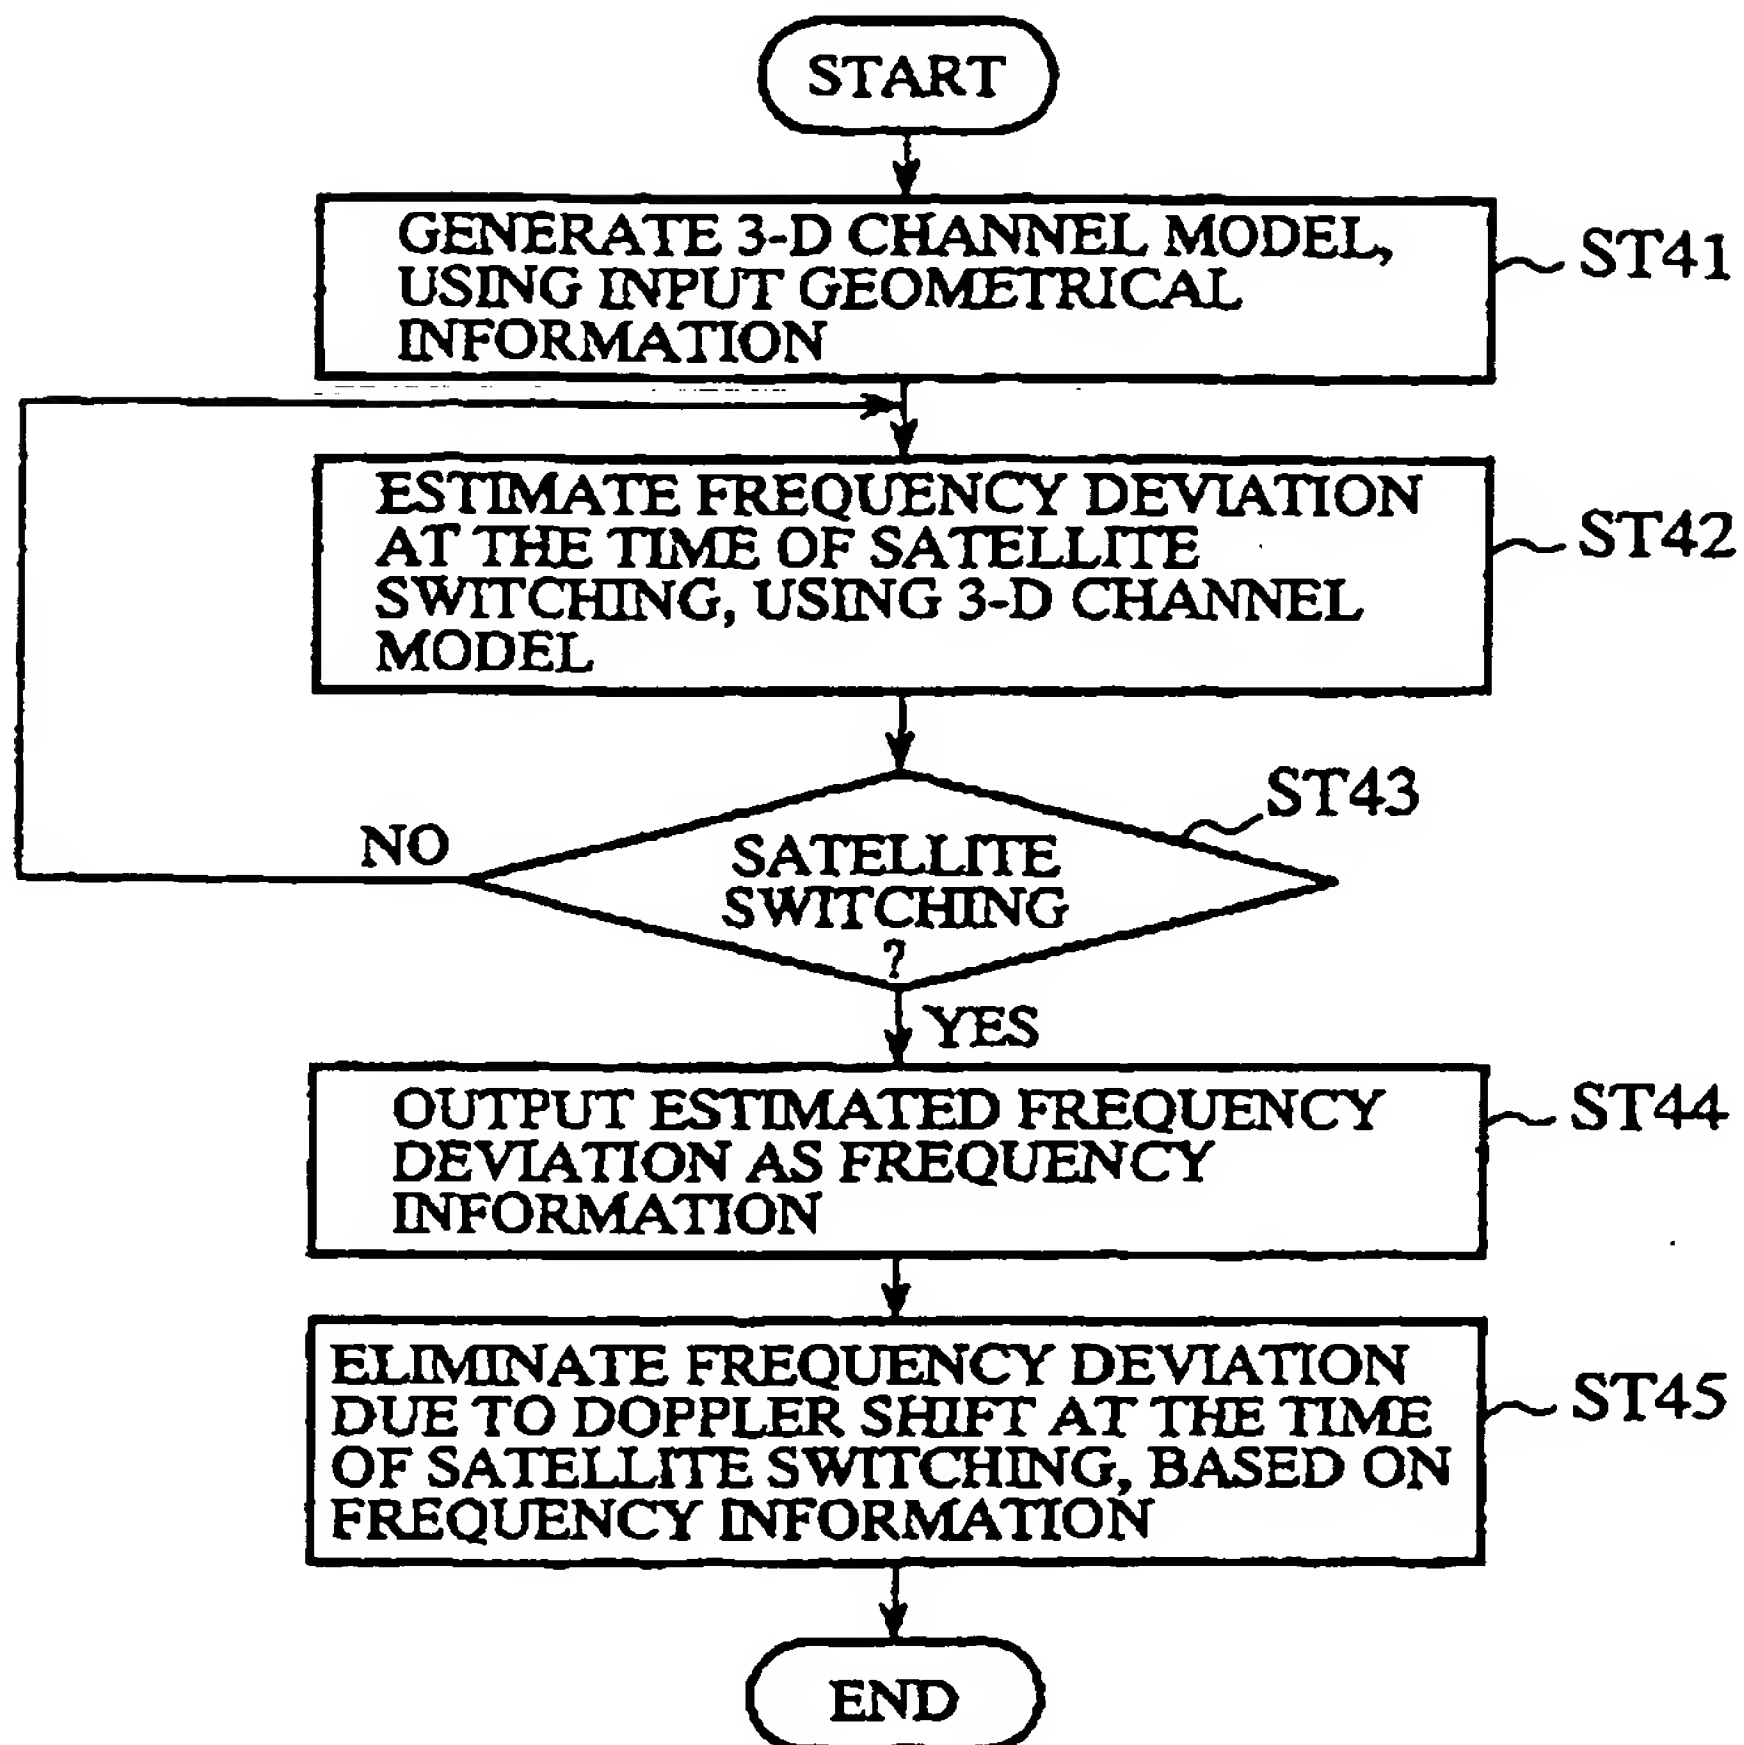 START
GENERATE 3-D CHANNEL MODEL,
USING INPUT GEOMETRICAL
INFORMATION
ST41
ESTIMATE FREQUENCY DEVIATION
AT THE TIME OF SATELLITE
SWITCHING, USING 3-D CHANNEL
MODEL
ST42
ST43
NO
SATELLITE
SWITCHING
?
YES
OUTPUT ESTIMATED FREQUENCY
DEVIATION AS FREQUENCY
INFORMATION
ST44
ELIMINATE FREQUENCY DEVIATION
DUE TO DOPPLER SHIFT AT THE TIME
OF SATELLITE SWITCHING, BASED ON
FREQUENCY INFORMATION
ST45
END